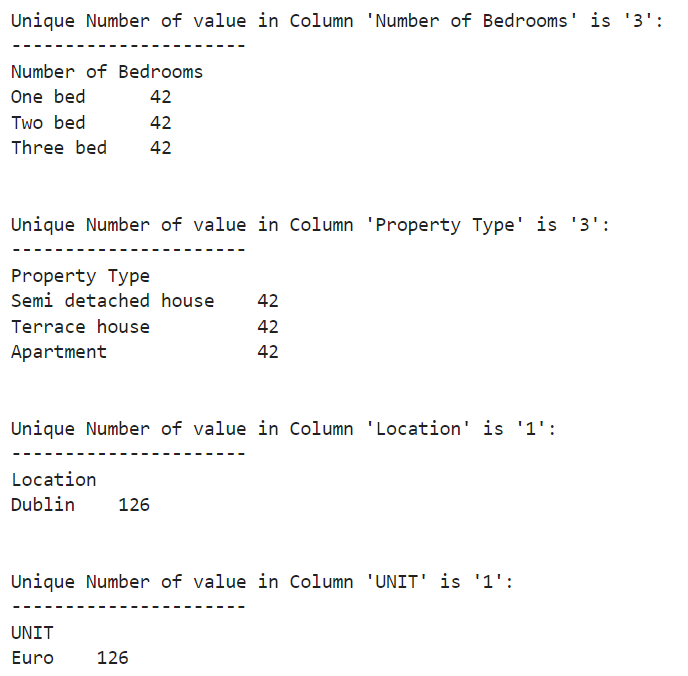 Unique Number of value in Column 'Number of Bedrooms' is '3':
----------------------
Number of Bedrooms
One bed      42
Two bed      42
Three bed    42
Unique Number of value in Column 'Property Type' is '3':
----------------------
Property Type
Semi detached house    42
Terrace house          42
Apartment              42
Unique Number of value in Column 'Location' is '1':
----------------------
Location
Dublin    126
Unique Number of value in Column 'UNIT' is '1':
----------------------
UNIT
Euro    126